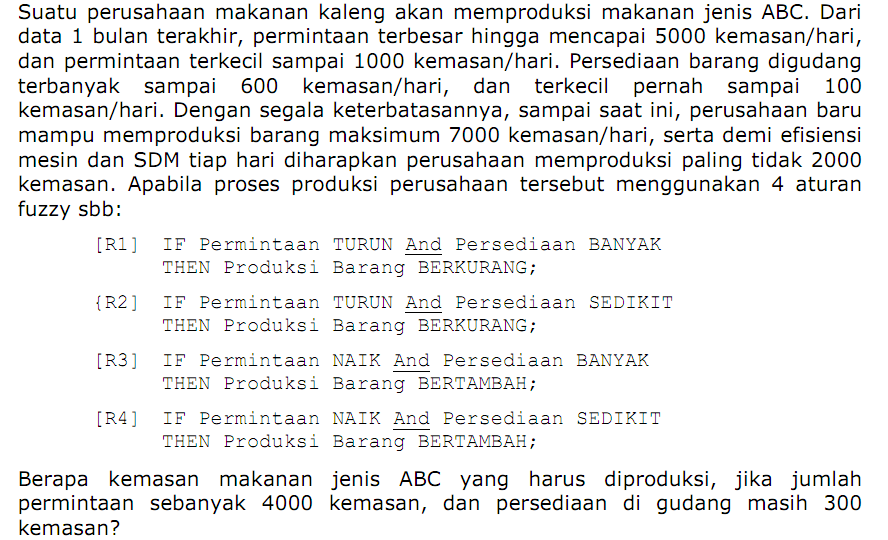 Suatu perusahaan makanan kaleng akan memproduksi makanan jenis ABC. Dari
data 1 bulan terakhir, permintaan terbesar hingga mencapai 5000 kemasan/hari,
dan permintaan terkecil sampai 1000 kemasan/hari. Persediaan barang digudang
terbanyak sampai 600 kemasan/hari, dan terkecil pernah sampai 100
kemasan/hari. Dengan segala keterbatasannya, sampai saat ini, perusahaan baru
mampu memproduksi barang maksimum 7000 kemasan/hari, serta demi efisiensi
mesin dan SDM tiap hari diharapkan perusahaan memproduksi paling tidak 2000
kemasan. Apabila proses produksi perusahaan tersebut menggunakan 4 aturan
fuzzy sbb:
[R1] IF Permintaan TURUN And Persediaan BANYAK
THEN Produksi Barang BERKURANG;
{R2] IF Permintaan TURUN And Persediaan SEDIKIT
THEN Produksi Barang BERKURANG;
[R3] IF Permintaan NAIK And Persediaan BANYAK
THEN Produksi Barang BERTAMBAH;
[R4] IF Permintaan NAIK And Persediaan SEDIKIT
THEN Produksi Barang BERTAMBAH;
Berapa kemasan makanan jenis ABC yang harus diproduksi, jika jumlah
permintaan sebanyak 4000 kemasan, dan persediaan di gudang masih 300
kemasan?